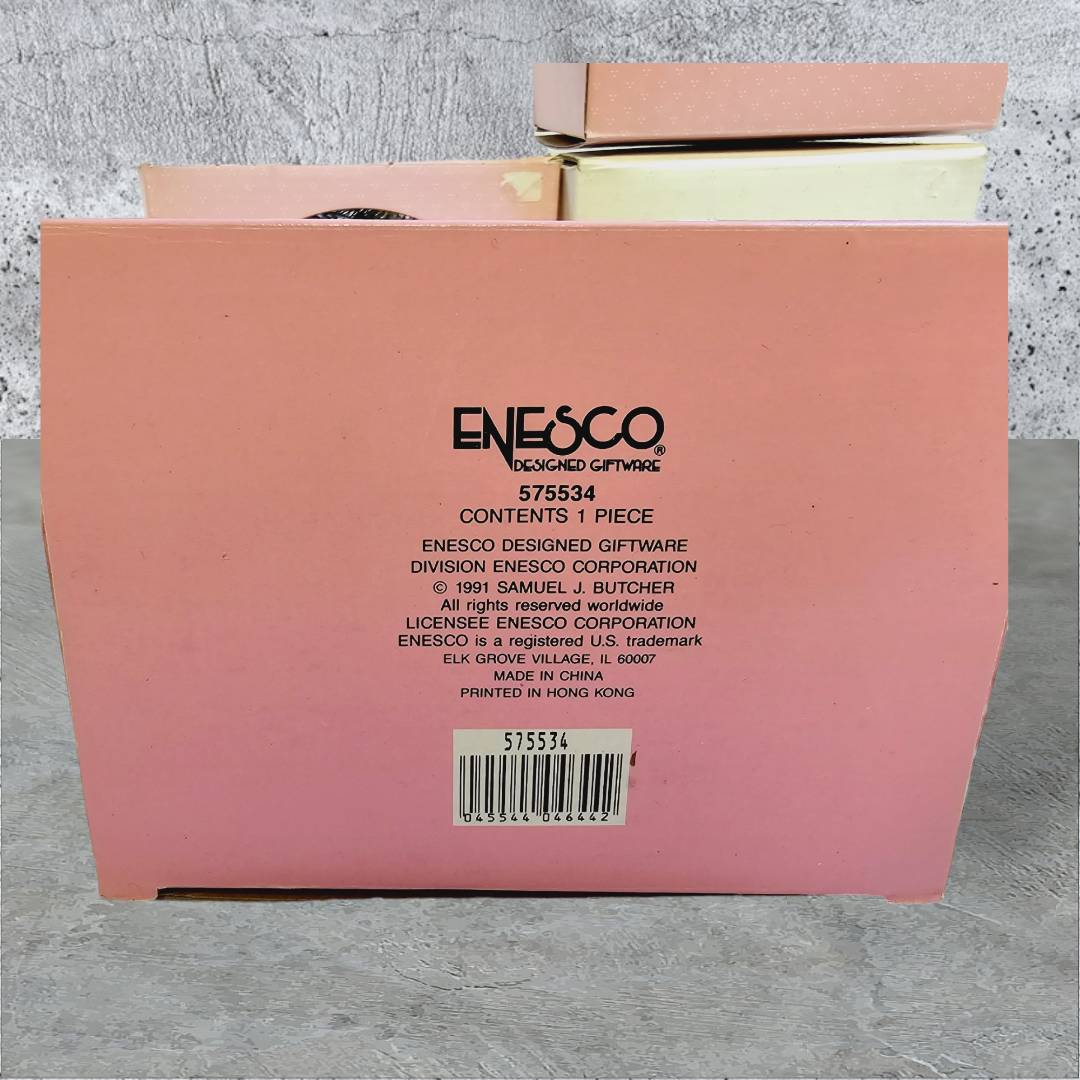 ENESCO®
DESIGNED GIFTWARE
575534
CONTENTS 1 PIECE
ENESCO DESIGNED GIFTWARE
DIVISION ENESCO CORPORATION
© 1991 SAMUEL J. BUTCHER
All rights reserved worldwide
LICENSEE ENESCO CORPORATION
ENESCO is a registered U.S. trademark
ELK GROVE VILLAGE, IL 60007
MADE IN CHINA
PRINTED IN HONG KONG
575534
045544 046442